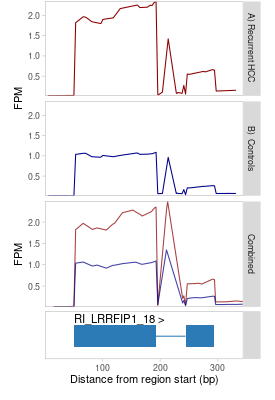 FPM
2.0
1.5
1.0
0.5
A) Recurrent HCC
2.0
1.5
1.0
0.5
B) Controls
FPM
2.0
1.5
1.0
0.5
Combined
RI_LRRFIP1_18 >
100
200
300
Distance from region start (bp)